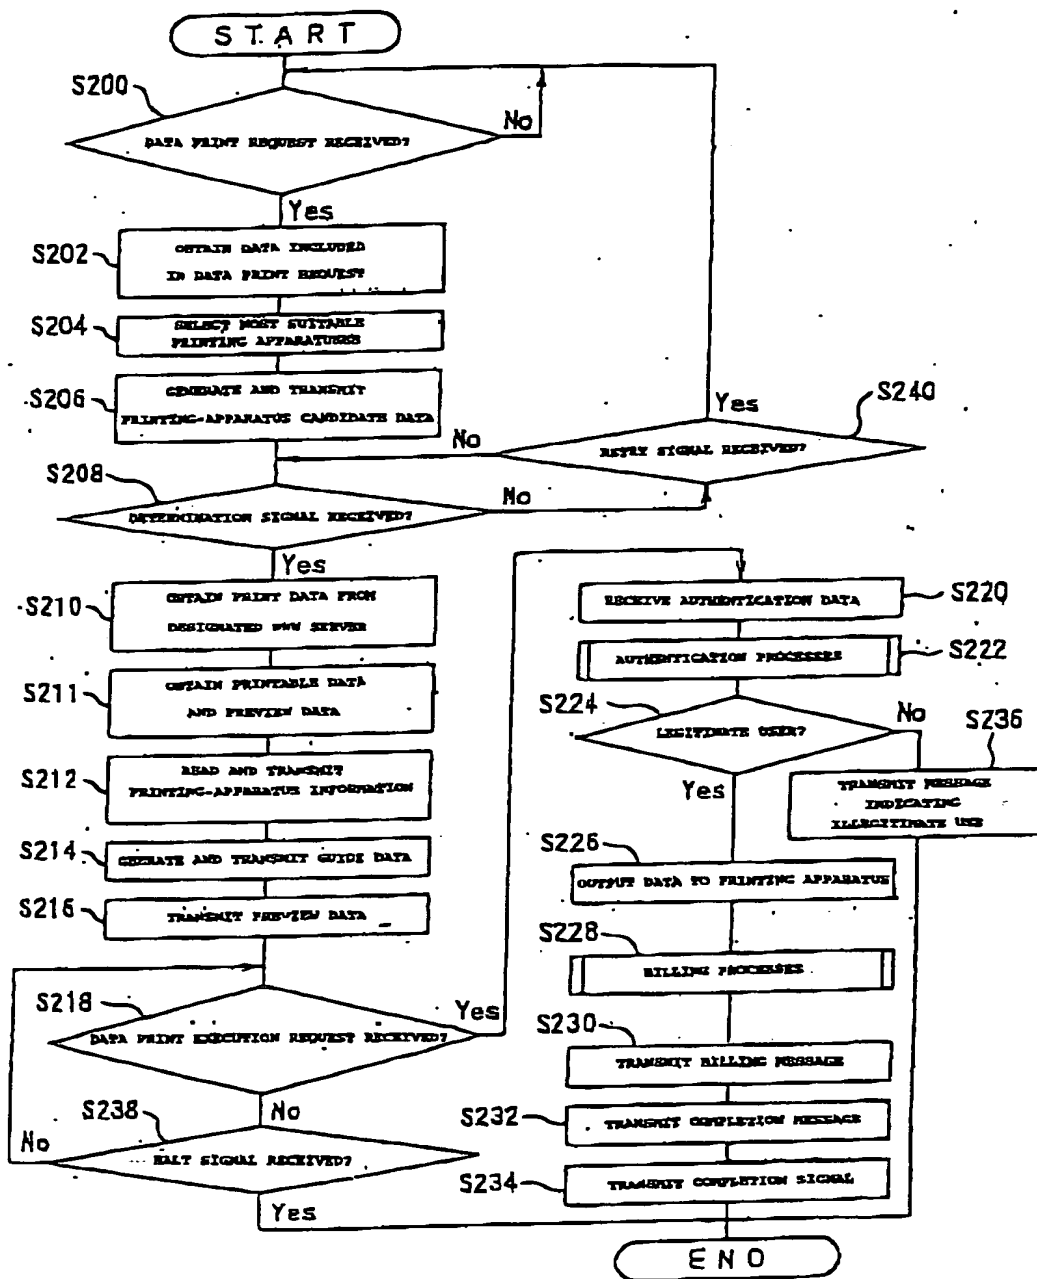 START
S200
DATA PRINT REQUEST RECEIVED?
No
Yes
S202
OBTAIN DATA INCLUDED
IN DATA PRINT REQUEST
S204
SELECT MOST SUITABLE
PRINTING APPARATUSES
S206
GENERATE AND TRANSMIT
PRINTING-APPARATUS CANDIDATE DATA
S240
Yes
No
RETRY SIGNAL RECEIVED?
S208
No
DETERMINATION SIGNAL RECEIVED?
Yes
S210
OBTAIN PRINT DATA FROM
DESIGNATED WWW SERVER
S211
OBTAIN PRINTABLE DATA
AND PREVIEW DATA
S212
READ AND TRANSMIT
PRINTING-APPARATUS INFORMATION
S214
GENERATE AND TRANSMIT GUIDE DATA
S216
TRANSMIT PREVIEW DATA
S218
Yes
DATA PRINT EXECUTION REQUEST RECEIVED?
No
S238
No
HALT SIGNAL RECEIVED?
Yes
RECEIVE AUTHENTICATION DATA
S220
AUTHENTICATION PROCESSES
S222
S224
LEGITIMATE USER?
No
S236
Yes
TRANSMIT MESSAGE
INDICATING
ILLEGITIMATE USE
S226
OUTPUT DATA TO PRINTING APPARATUS
S228
BILLING PROCESSES
S230
TRANSMIT BILLING MESSAGE
S232
TRANSMIT COMPLETION MESSAGE
S234
TRANSMIT COMPLETION SIGNAL
END